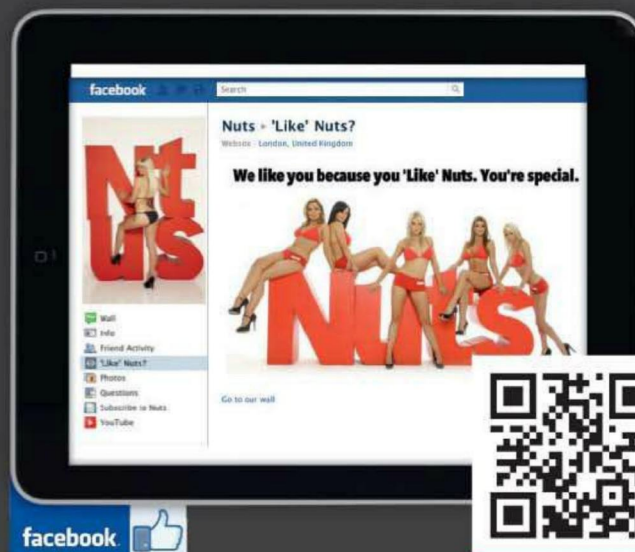 facebook
Search
Nuts ▸ 'Like' Nuts?
Website · London, United Kingdom
We like you because you 'Like' Nuts. You're special.
Nuts
Nuts
Wall
Info
Friend Activity
'Like' Nuts?
Photos
Questions
Subscribe to Nuts
YouTube
Go to our wall
facebook